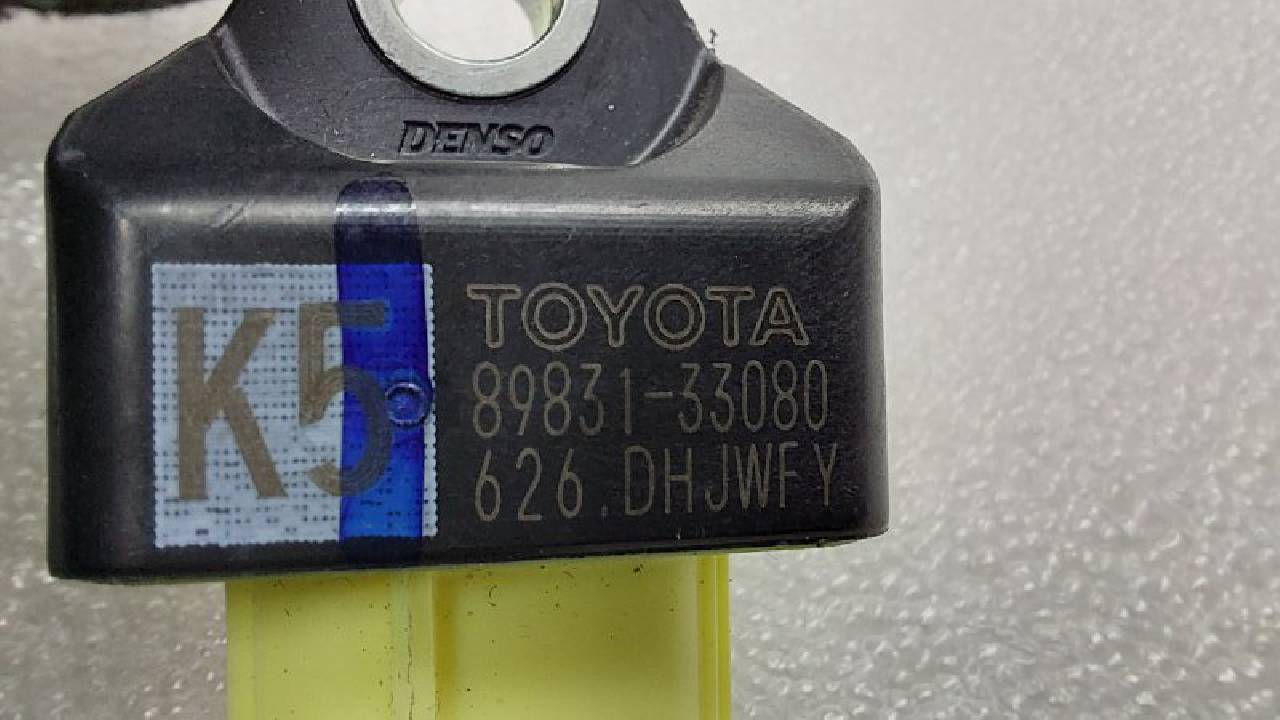 DENSO
K5
TOYOTA
89831-33080
626.DHJWFY